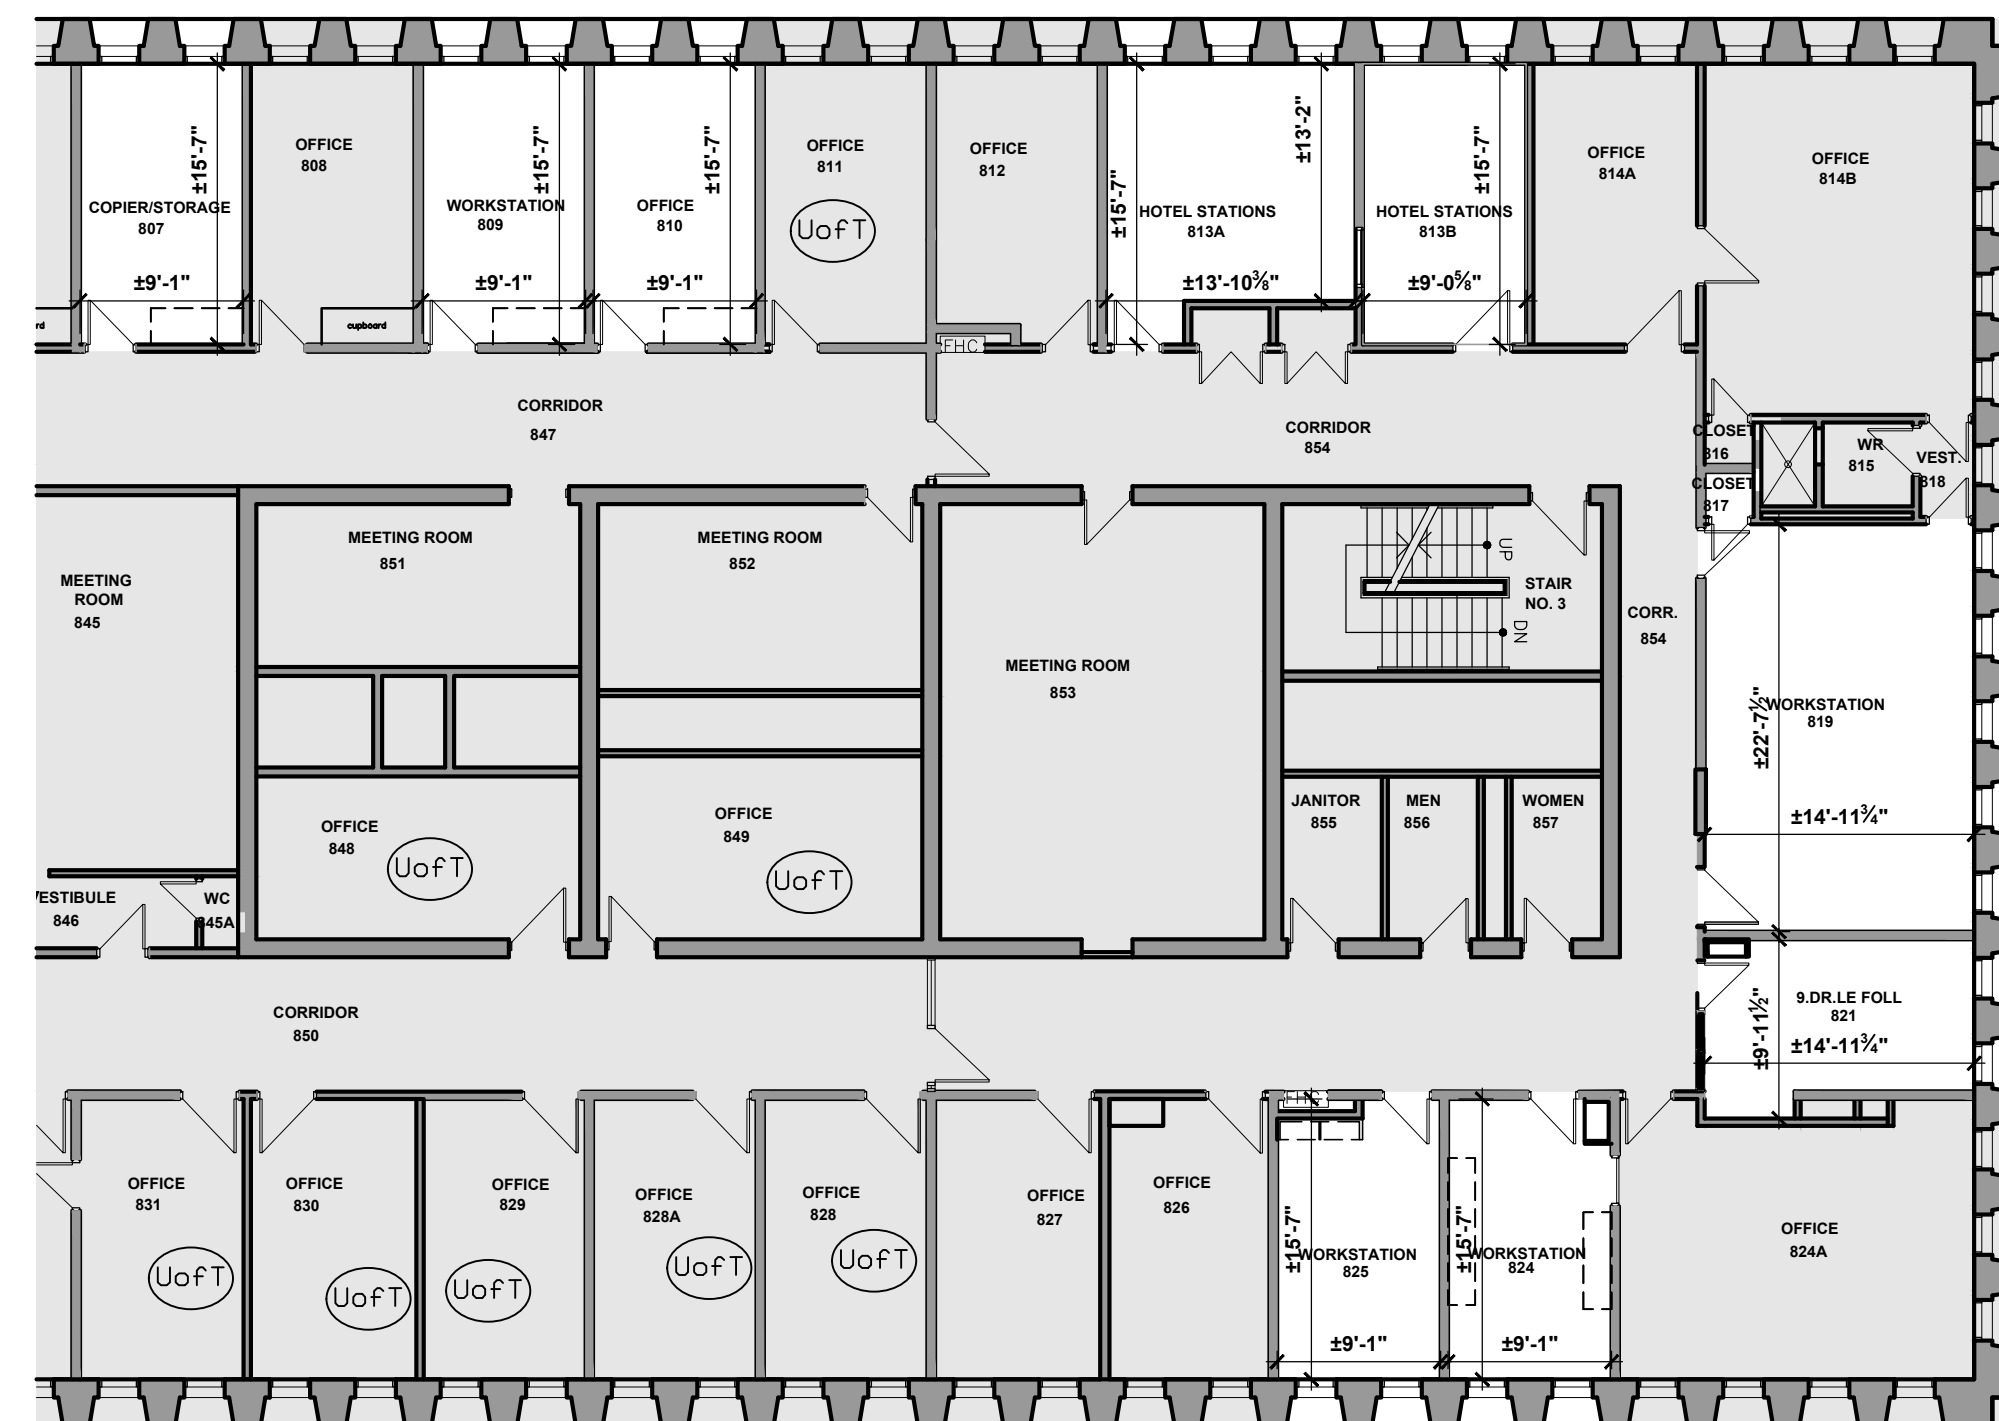 ±15'-7"
COPIER/STORAGE
807
±9'-1"
OFFICE
808
cupboard
±15'-7"
WORKSTATION
809
±9'-1"
±15'-7"
OFFICE
810
±9'-1"
OFFICE
811
UofT
OFFICE
812
FHC
±15'-7"
±13'-2"
HOTEL STATIONS
813A
±13'-10⅜"
±15'-7"
HOTEL STATIONS
813B
±9'-0⅝"
OFFICE
814A
OFFICE
814B
CORRIDOR
847
CORRIDOR
854
CLOSET
816
CLOSET
817
WR
815
VEST.
818
MEETING
ROOM
845
MEETING ROOM
851
MEETING ROOM
852
MEETING ROOM
853
UP
DN
STAIR
NO. 3
CORR.
854
WORKSTATION
819
±22'-7½"
±14'-11¾"
OFFICE
848
UofT
OFFICE
849
UofT
JANITOR
855
MEN
856
WOMEN
857
VESTIBULE
846
WC
845A
CORRIDOR
850
9.DR.LE FOLL
821
±9'-11½"
±14'-11¾"
FHC
OFFICE
831
UofT
OFFICE
830
UofT
OFFICE
829
UofT
OFFICE
828A
UofT
OFFICE
828
UofT
OFFICE
827
OFFICE
826
±15'-7"
WORKSTATION
825
±9'-1"
±15'-7"
WORKSTATION
824
±9'-1"
OFFICE
824A